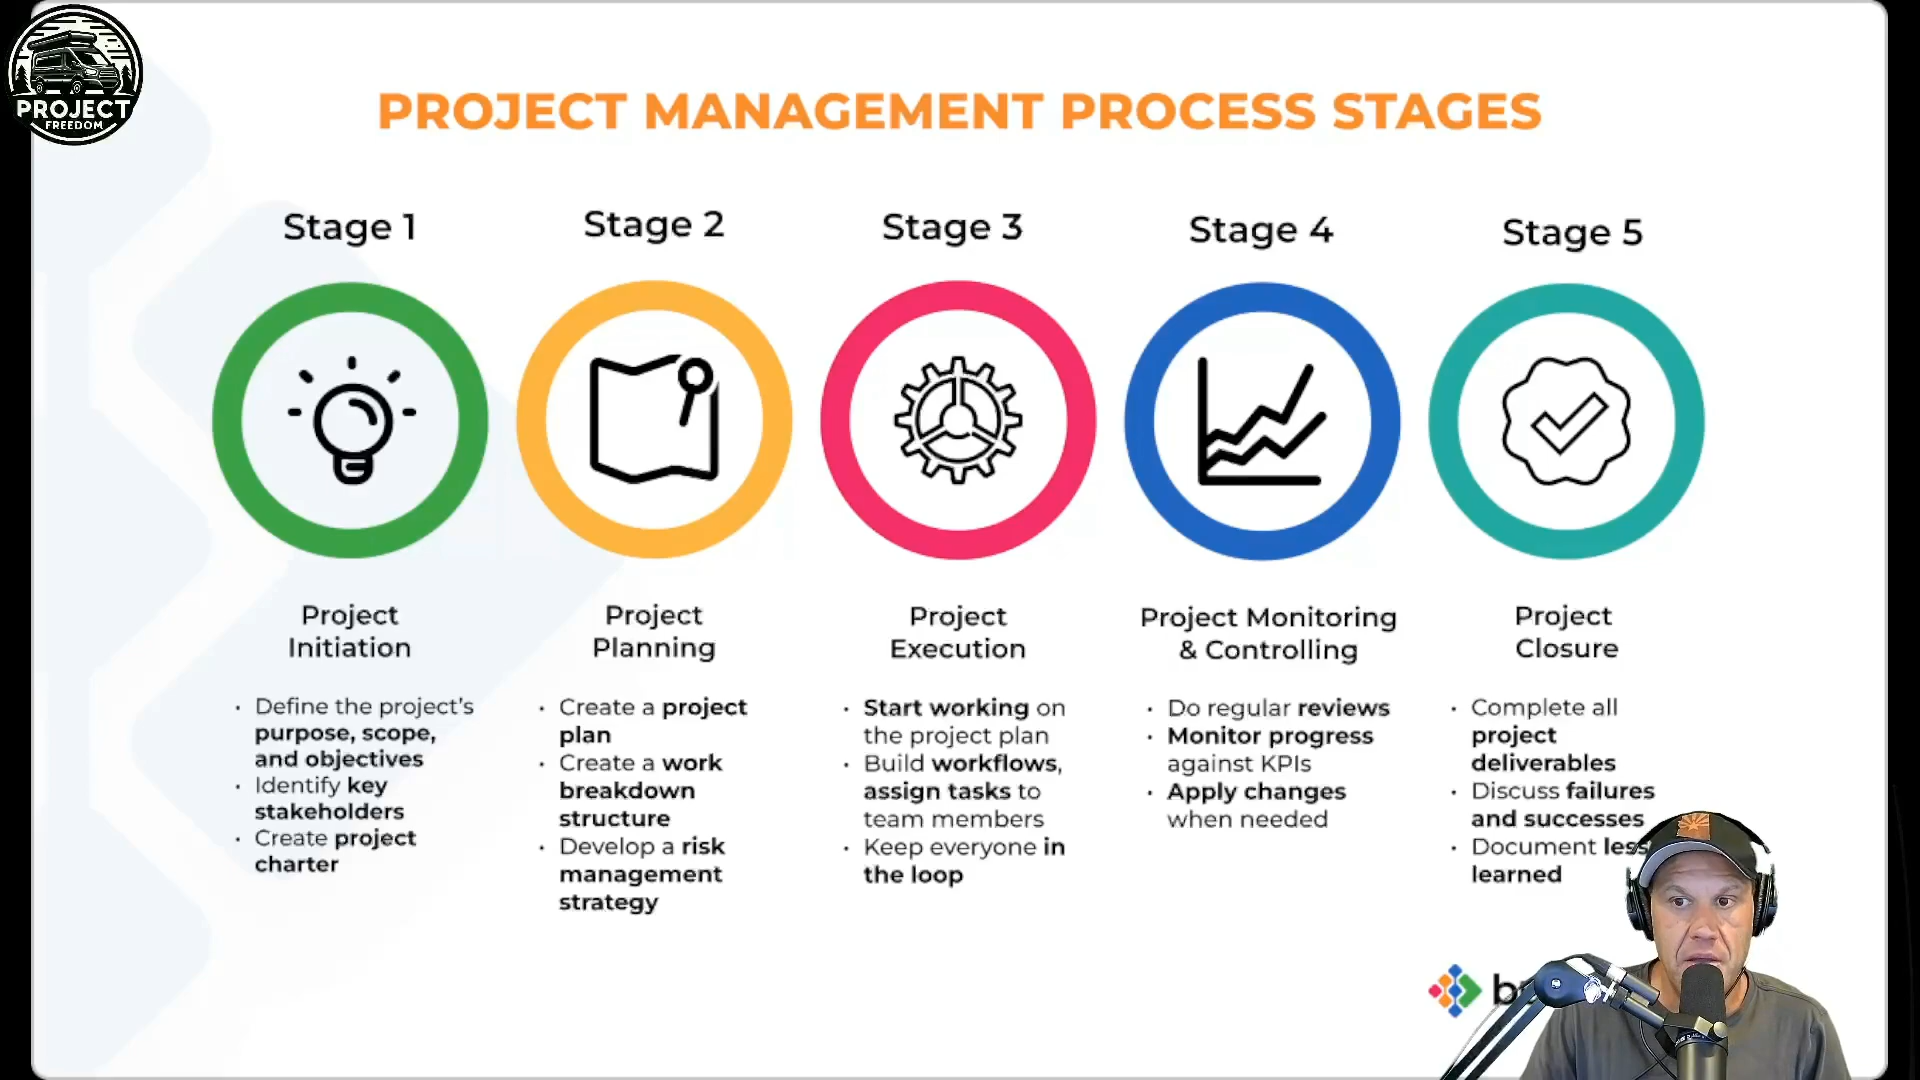 PROJECT
FREEDOM
PROJECT MANAGEMENT PROCESS STAGES
Stage 1
Project
Initiation
• Define the project's
purpose, scope,
and objectives
• Identify key
stakeholders
• Create project
charter
Stage 2
Project
Planning
• Create a project
plan
• Create a work
breakdown
structure
• Develop a risk
management
strategy
Stage 3
Project
Execution
• Start working on
the project plan
• Build workflows,
assign tasks to
team members
• Keep everyone in
the loop
Stage 4
Project Monitoring
& Controlling
• Do regular reviews
• Monitor progress
against KPIs
• Apply changes
when needed
Stage 5
Project
Closure
• Complete all
project
deliverables
• Discuss failures
and successes
• Document
learned